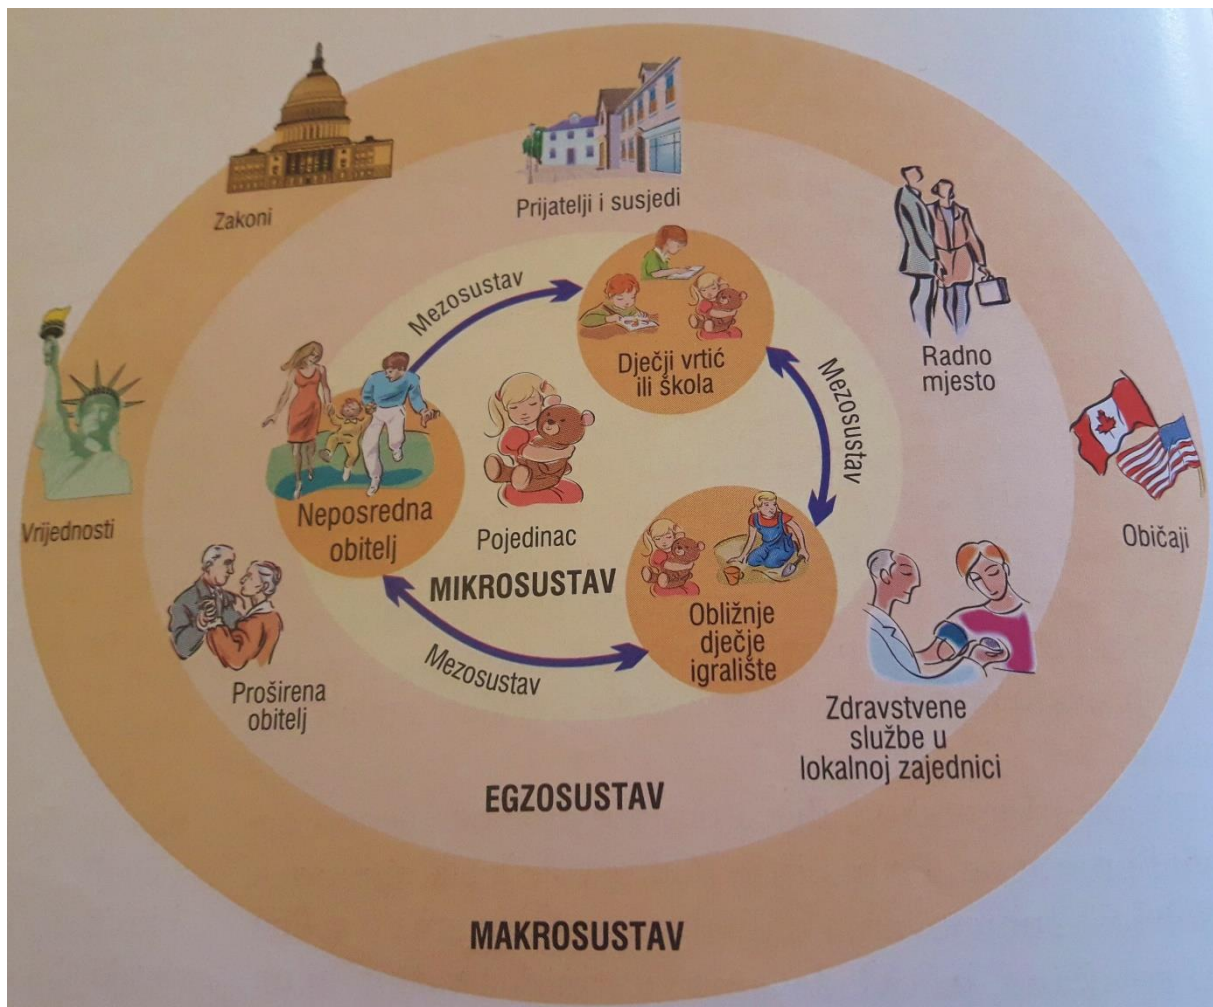 Zakoni
Prijatelji i susjedi
Mezosustav
Dječji vrtić
ili škola
Radno
mjesto
Mezosustav
Vrijednosti
Neposredna
obitelj
Pojedinac
MIKROSUSTAV
Običaji
Obližnje
dječje
igralište
Mezosustav
Proširena
obitelj
Zdravstvene
službe u
lokalnoj zajednici
EGZOSUSTAV
MAKROSUSTAV